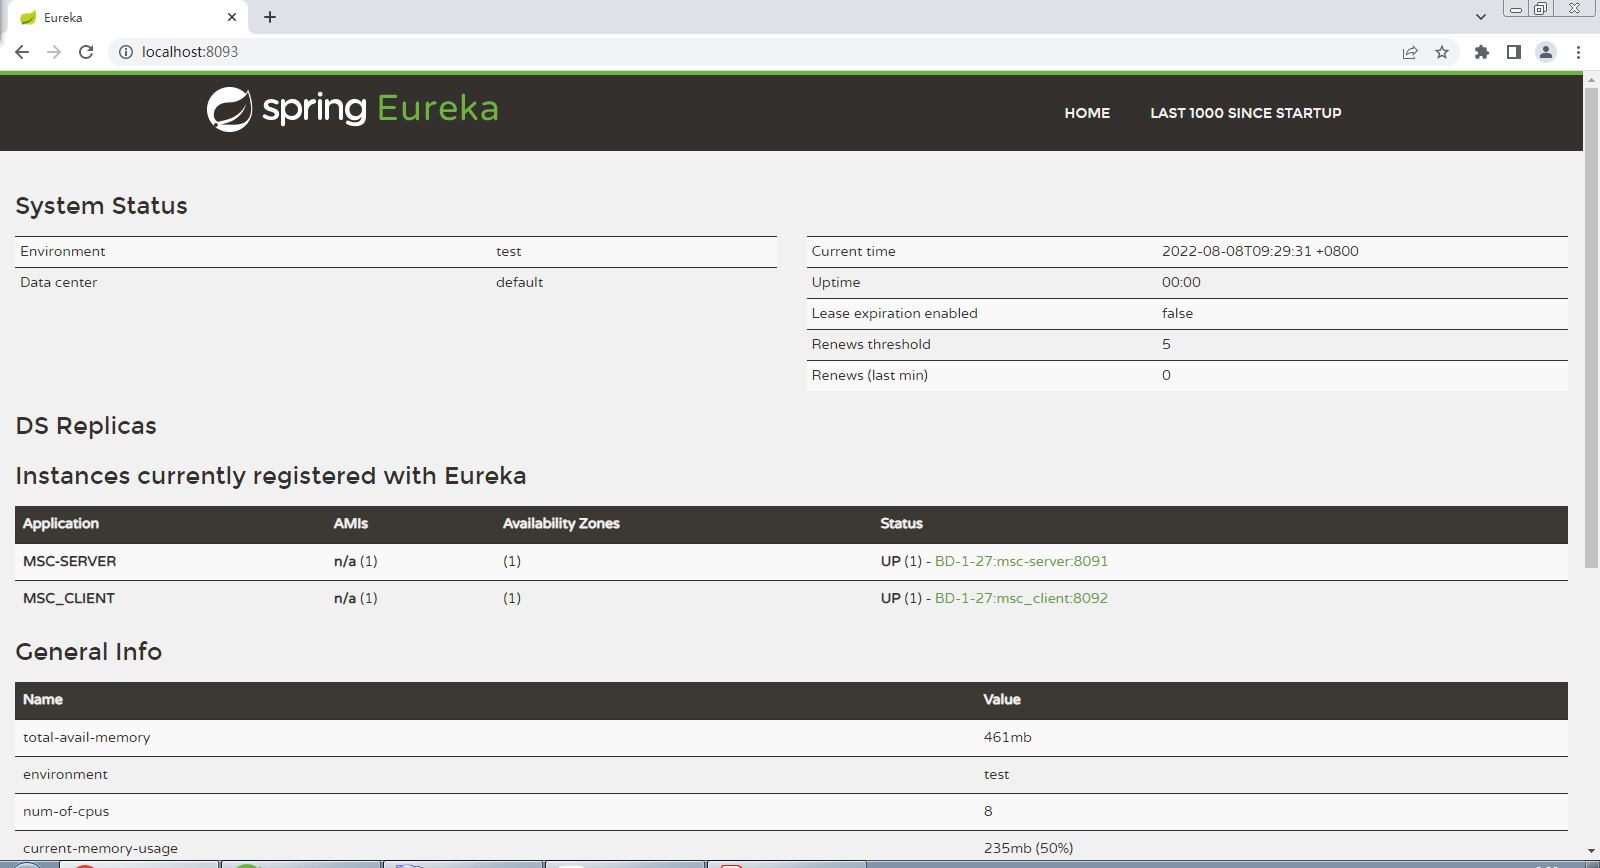 Eureka
localhost:8093
spring Eureka
HOME LAST 1000 SINCE STARTUP
System Status
Environment test
Data center default
Current time 2022-08-08T09:29:31 +0800
Uptime 00:00
Lease expiration enabled false
Renews threshold 5
Renews (last min) 0
DS Replicas
Instances currently registered with Eureka
Application AMIs Availability Zones Status
MSC-SERVER n/a (1) (1) UP (1) - BD-1-27:msc-server:8091
MSC_CLIENT n/a (1) (1) UP (1) - BD-1-27:msc_client:8092
General Info
Name Value
total-avail-memory 461mb
environment test
num-of-cpus 8
current-memory-usage 235mb (50%)